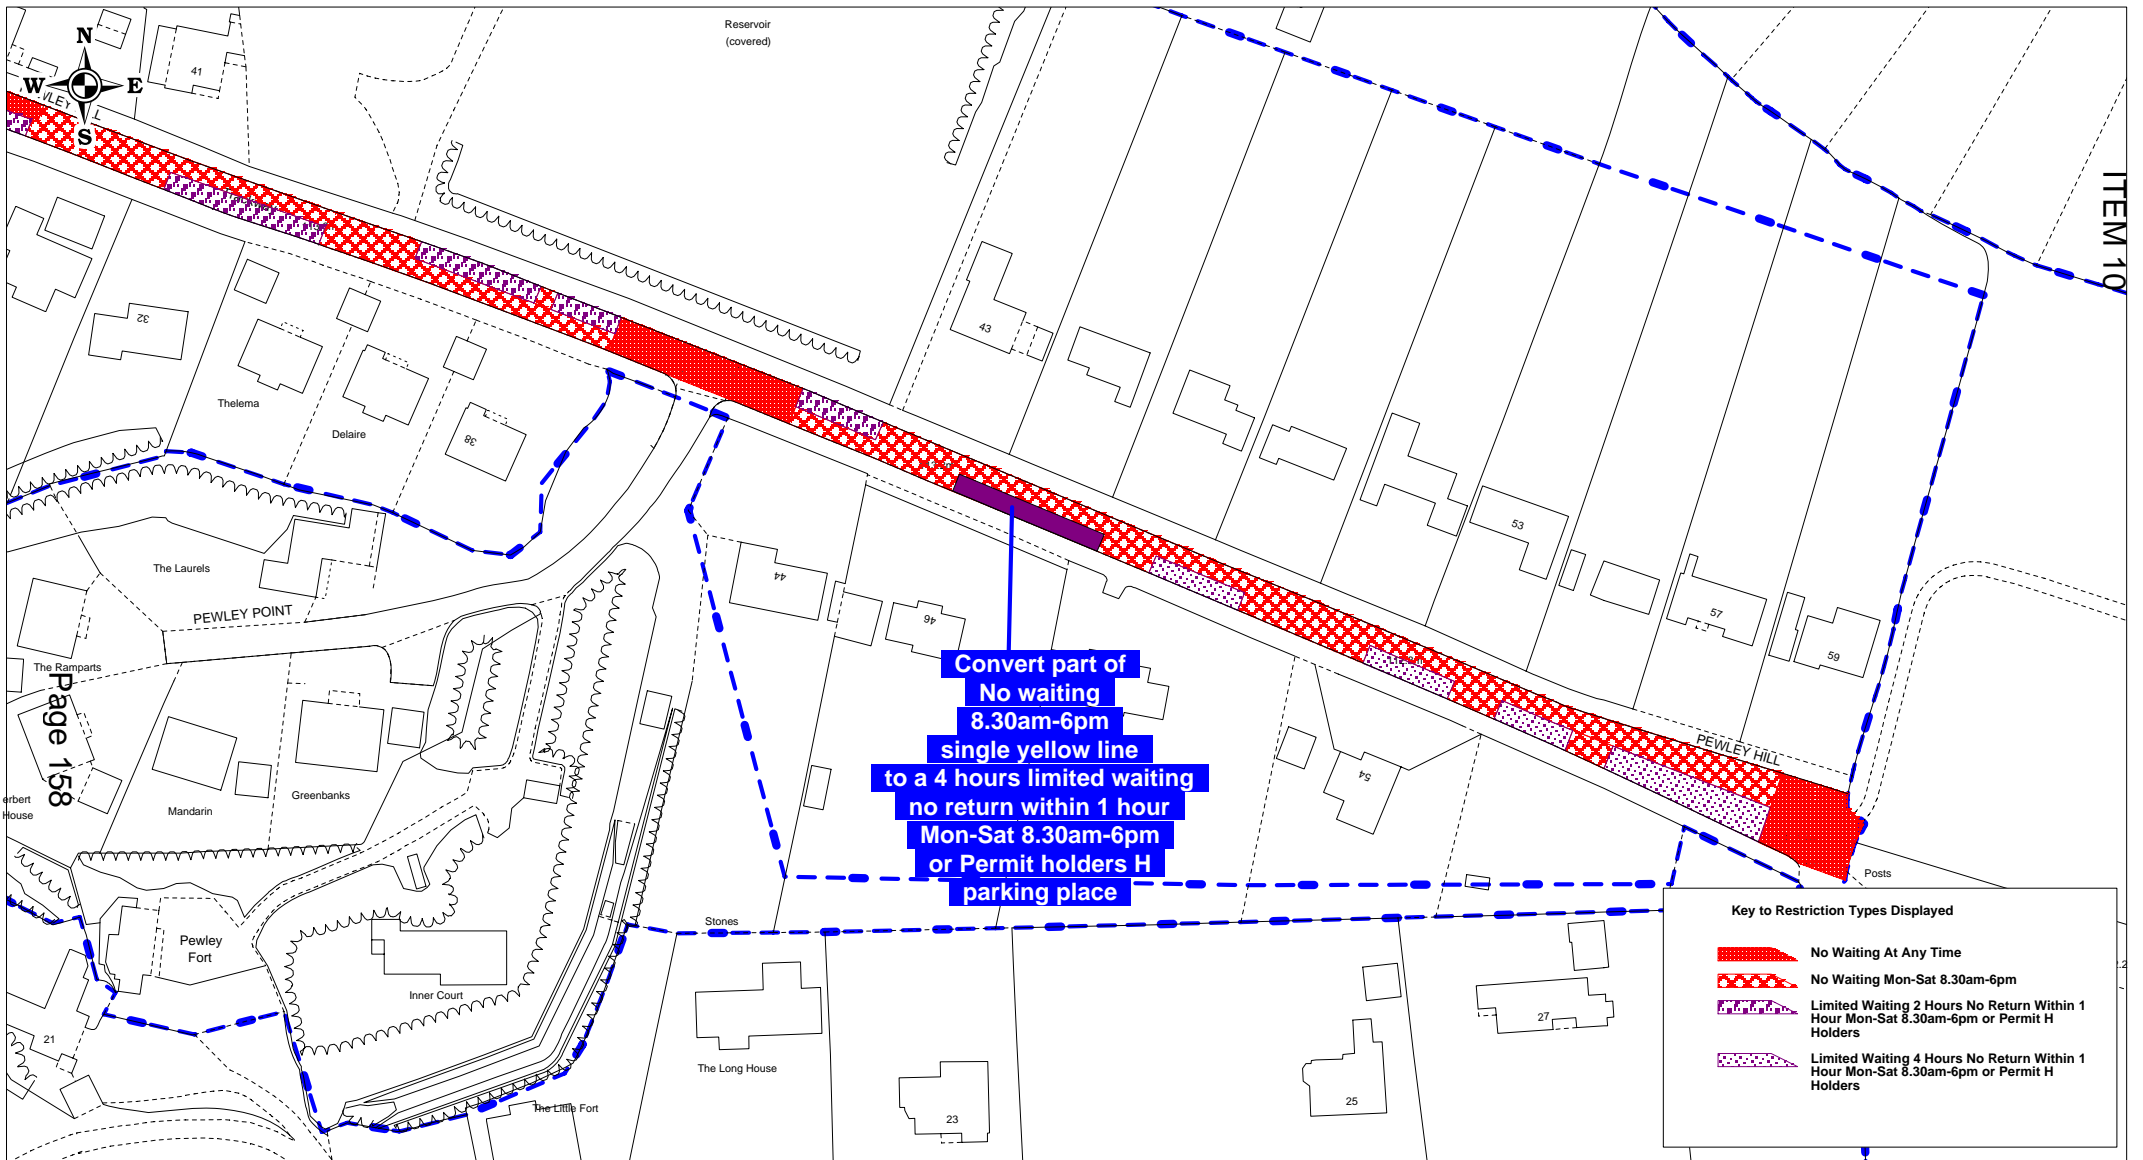 Reservoir
(covered)
N
W
E
S
41
ITEM 10
43
32
Thelema
Delaire
38
53
The Laurels
PEWLEY POINT
44
46
57
59
The Ramparts
Page 158
Convert part of
No waiting
8.30am-6pm
single yellow line
to a 4 hours limited waiting
no return within 1 hour
Mon-Sat 8.30am-6pm
or Permit holders H
parking place
PEWLEY HILL
54
Mandarin
Greenbanks
erbert
House
Posts
Stones
Pewley
Fort
Inner Court
21
The Long House
The Little Fort
23
25
27
Key to Restriction Types Displayed
No Waiting At Any Time
No Waiting Mon-Sat 8.30am-6pm
Limited Waiting 2 Hours No Return Within 1
Hour Mon-Sat 8.30am-6pm or Permit H
Holders
Limited Waiting 4 Hours No Return Within 1
Hour Mon-Sat 8.30am-6pm or Permit H
Holders